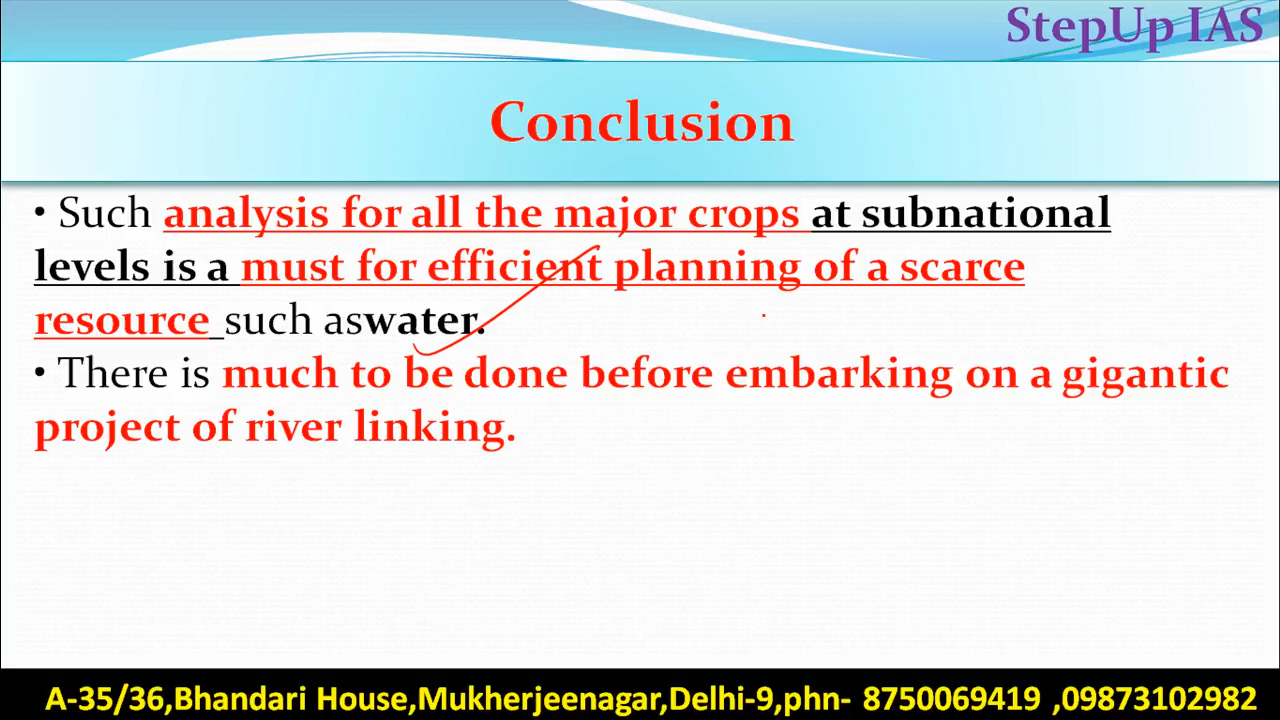 StepUp IAS
Conclusion
• Such analysis for all the major crops at subnational
levels is a must for efficient planning of a scarce
resource such aswater.
• There is much to be done before embarking on a gigantic
project of river linking.
A-35/36,Bhandari House,Mukherjeenagar,Delhi-9,phn- 8750069419 ,09873102982